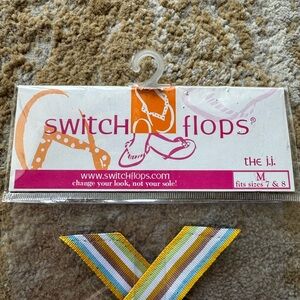 switch flops®
the j.j.
www.switchflops.com
M
change your look, not your sole!
fits sizes 7 & 8